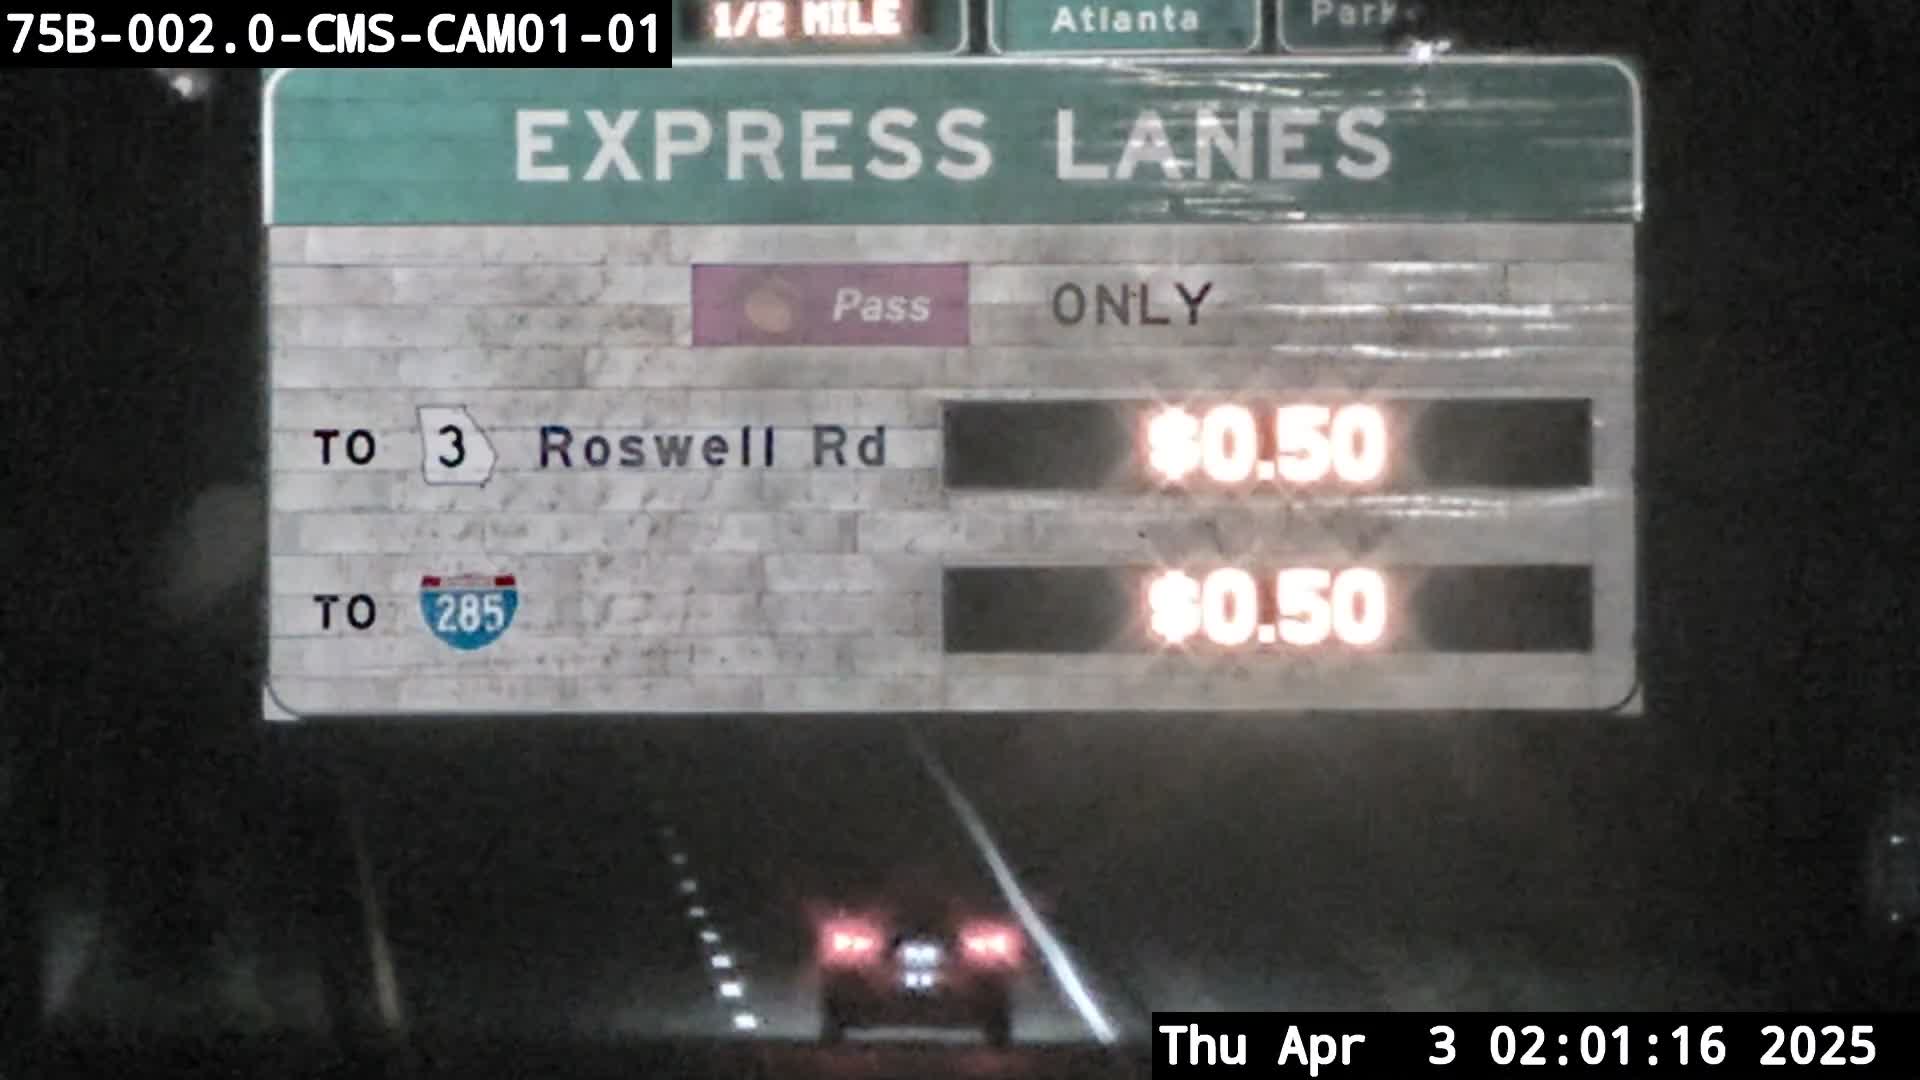 75B-002.0-CMS-CAM01-01
1/2 MILE
Atlanta
Park
EXPRESS LANES
Pass ONLY
TO 3 Roswell Rd $0.50
TO 285 $0.50
Thu Apr 3 02:01:16 2025